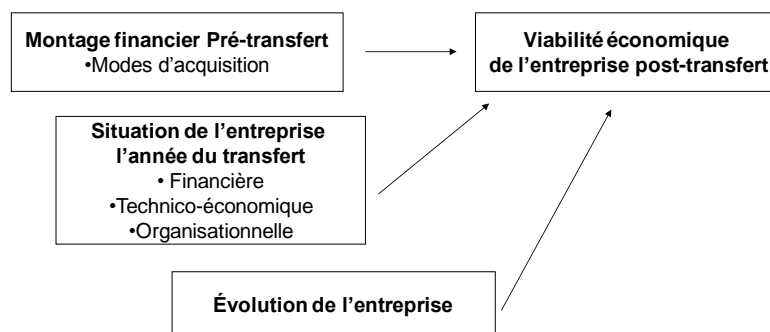 Montage financier Pré-transfert
•Modes d’acquisition
Viabilité économique
de l’entreprise post-transfert
Situation de l’entreprise
l’année du transfert
• Financière
•Technico-économique
•Organisationnelle
Évolution de l’entreprise